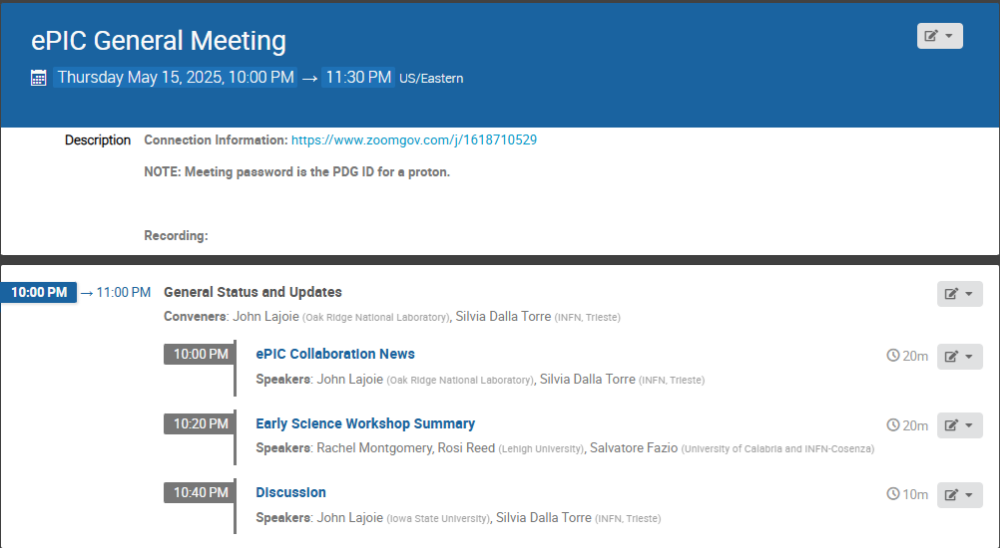 ePIC General Meeting
Thursday May 15, 2025, 10:00 PM → 11:30 PM US/Eastern
Description Connection Information: https://www.zoomgov.com/j/1618710529
NOTE: Meeting password is the PDG ID for a proton.
Recording:
10:00 PM → 11:00 PM General Status and Updates
Conveners: John Lajoie (Oak Ridge National Laboratory), Silvia Dalla Torre (INFN, Trieste)
10:00 PM ePIC Collaboration News 20m
Speakers: John Lajoie (Oak Ridge National Laboratory), Silvia Dalla Torre (INFN, Trieste)
10:20 PM Early Science Workshop Summary 20m
Speakers: Rachel Montgomery, Rosi Reed (Lehigh University), Salvatore Fazio (University of Calabria and INFN-Cosenza)
10:40 PM Discussion 10m
Speakers: John Lajoie (Iowa State University), Silvia Dalla Torre (INFN, Trieste)